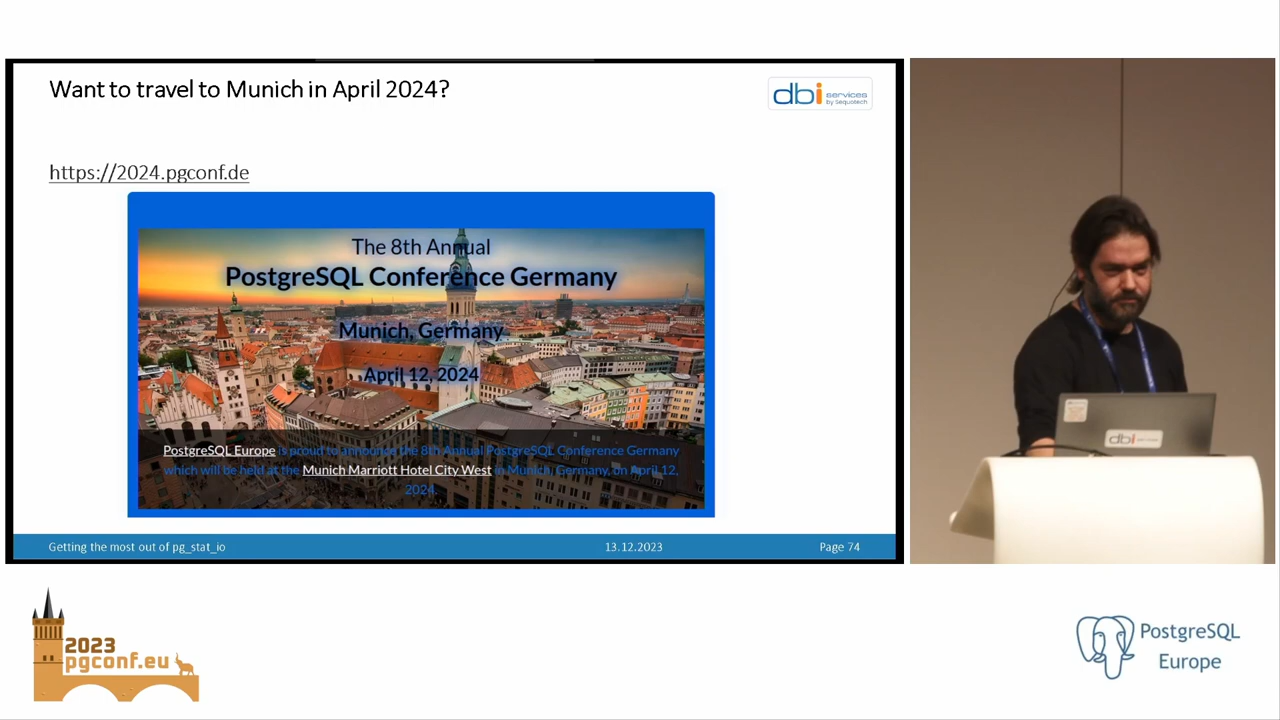 Want to travel to Munich in April 2024?
dbi services
by Sequotech
https://2024.pgconf.de
The 8th Annual
PostgreSQL Conference Germany
Munich, Germany
April 12, 2024
PostgreSQL Europe is proud to announce the 8th Annual PostgreSQL Conference Germany
which will be held at the Munich Marriott Hotel City West in Munich, Germany, on April 12,
2024.
Getting the most out of pg_stat_io
13.12.2023
Page 74
dbi
2023
pgconf.eu
PostgreSQL
Europe